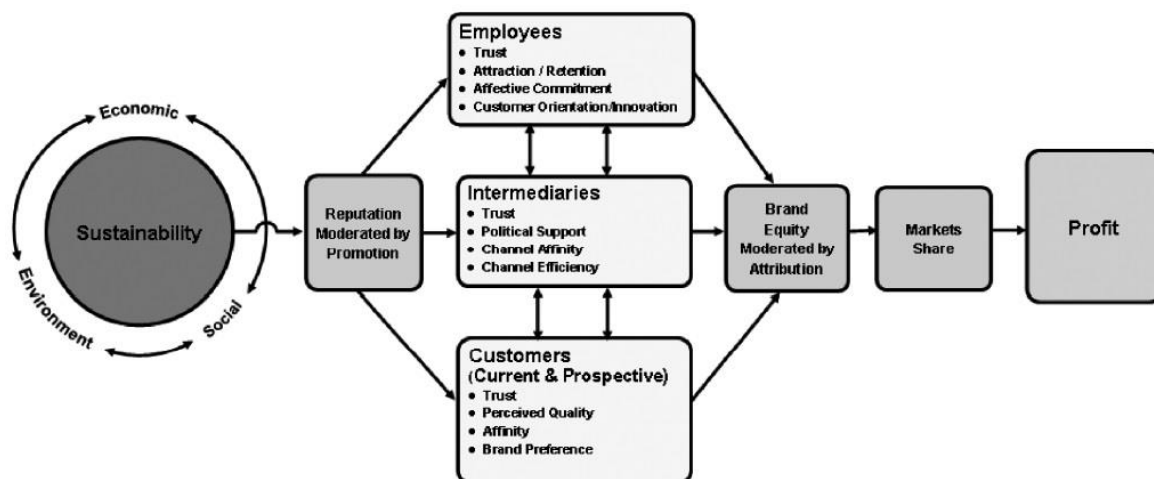 Economic
Environment
Social
Sustainability
Reputation
Moderated by
Promotion
Employees
● Trust
● Attraction / Retention
● Affective Commitment
● Customer Orientation/Innovation
Intermediaries
● Trust
● Political Support
● Channel Affinity
● Channel Efficiency
Customers
(Current & Prospective)
● Trust
● Perceived Quality
● Affinity
● Brand Preference
Brand
Equity
Moderated by
Attribution
Markets
Share
Profit